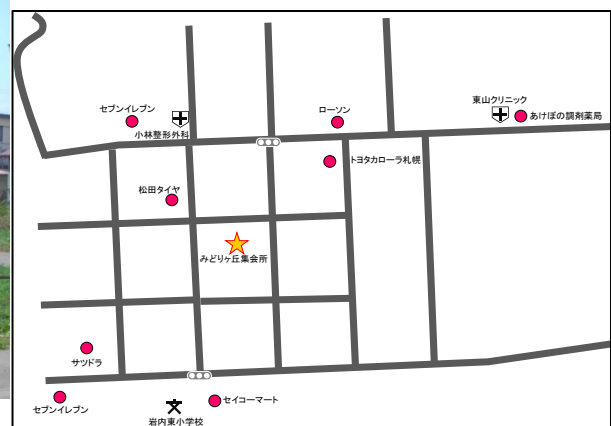 セブンイレブン
小林整形外科
ローソン
東山クリニック
あけぼの調剤薬局
トヨタカローラ札幌
松田タイヤ
みどりヶ丘集会所
サツドラ
セブンイレブン
セイコーマート
岩内東小学校